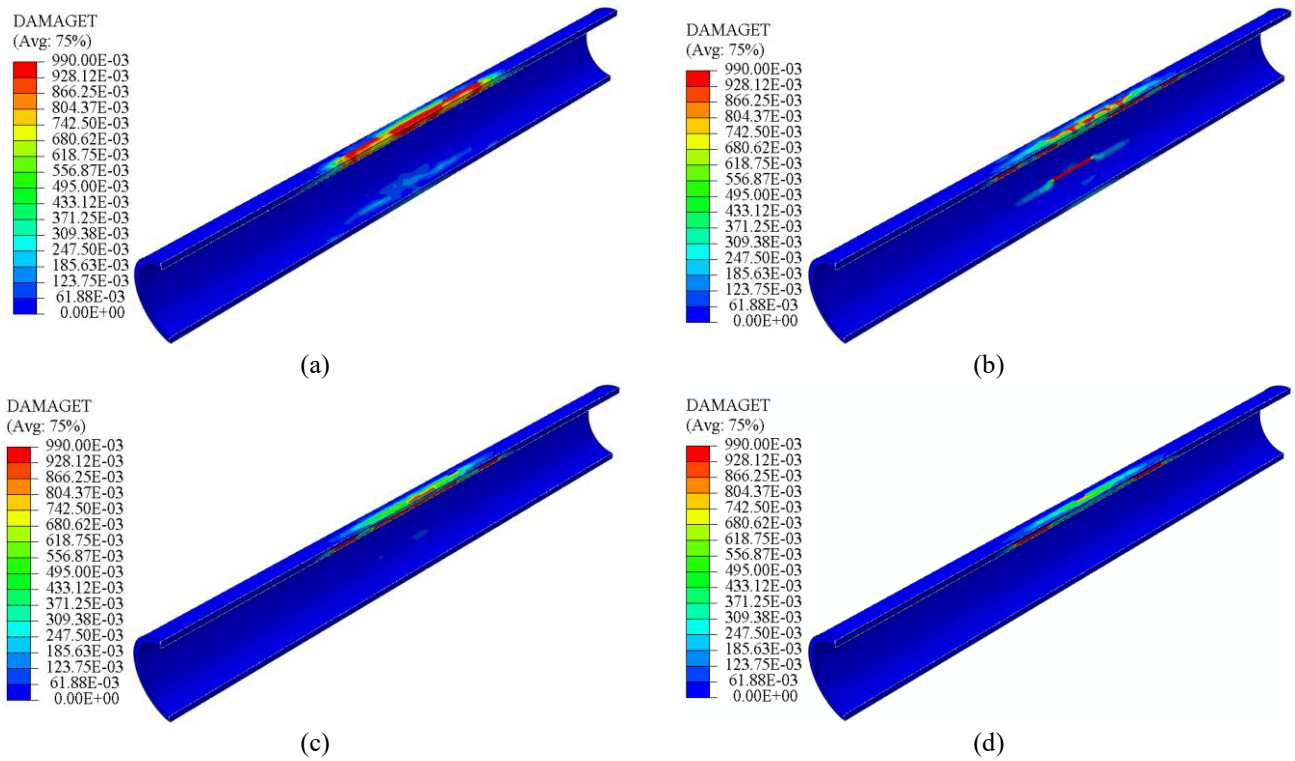 DAMAGET
(Avg: 75%)
990.00E-03
928.12E-03
866.25E-03
804.37E-03
742.50E-03
680.62E-03
618.75E-03
556.87E-03
495.00E-03
433.12E-03
371.25E-03
309.38E-03
247.50E-03
185.63E-03
123.75E-03
61.88E-03
0.00E+00
(a)
DAMAGET
(Avg: 75%)
990.00E-03
928.12E-03
866.25E-03
804.37E-03
742.50E-03
680.62E-03
618.75E-03
556.87E-03
495.00E-03
433.12E-03
371.25E-03
309.38E-03
247.50E-03
185.63E-03
123.75E-03
61.88E-03
0.00E+00
(b)
DAMAGET
(Avg: 75%)
990.00E-03
928.12E-03
866.25E-03
804.37E-03
742.50E-03
680.62E-03
618.75E-03
556.87E-03
495.00E-03
433.12E-03
371.25E-03
309.38E-03
247.50E-03
185.63E-03
123.75E-03
61.88E-03
0.00E+00
(c)
DAMAGET
(Avg: 75%)
990.00E-03
928.12E-03
866.25E-03
804.37E-03
742.50E-03
680.62E-03
618.75E-03
556.87E-03
495.00E-03
433.12E-03
371.25E-03
309.38E-03
247.50E-03
185.63E-03
123.75E-03
61.88E-03
0.00E+00
(d)